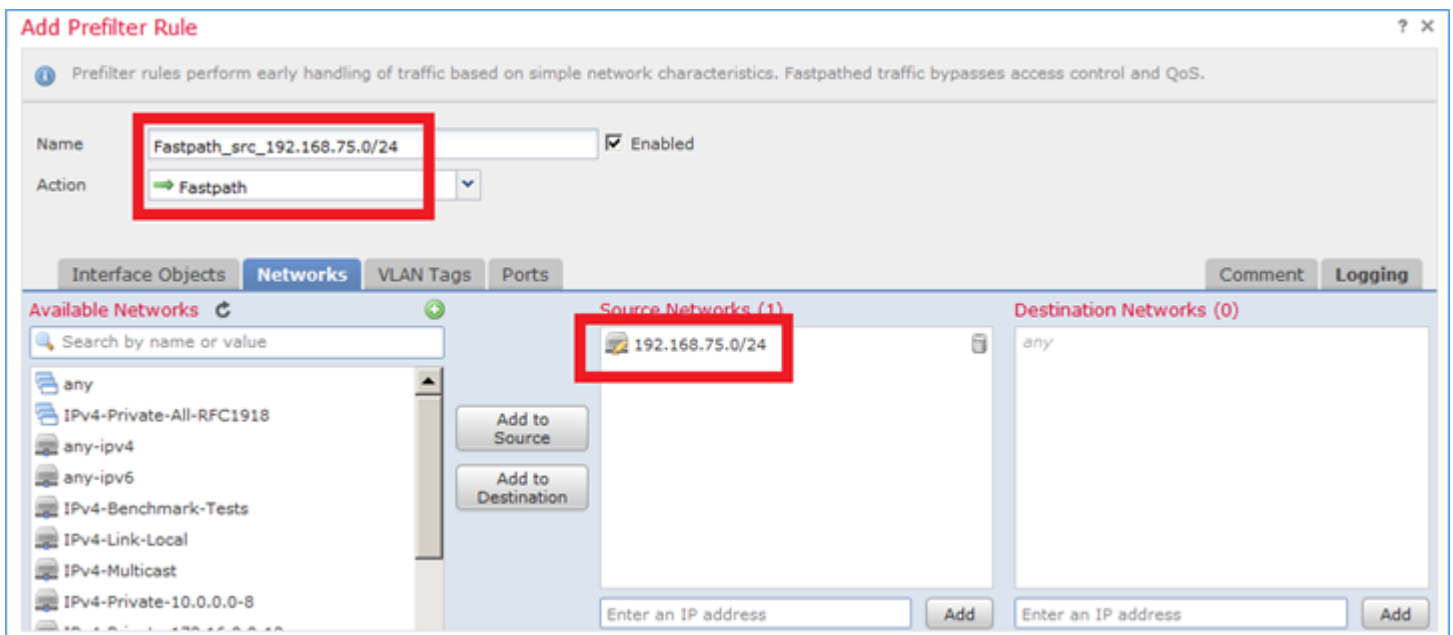 Add Prefilter Rule
? ×
Prefilter rules perform early handling of traffic based on simple network characteristics. Fastpathed traffic bypasses access control and QoS.
Name
Fastpath_src_192.168.75.0/24
Enabled
Action
Fastpath
Interface Objects
Networks
VLAN Tags
Ports
Comment
Logging
Available Networks
Search by name or value
any
IPv4-Private-All-RFC1918
any-ipv4
any-ipv6
IPv4-Benchmark-Tests
IPv4-Link-Local
IPv4-Multicast
IPv4-Private-10.0.0.0-8
Add to
Source
Add to
Destination
Source Networks (1)
192.168.75.0/24
Enter an IP address
Add
Destination Networks (0)
any
Enter an IP address
Add